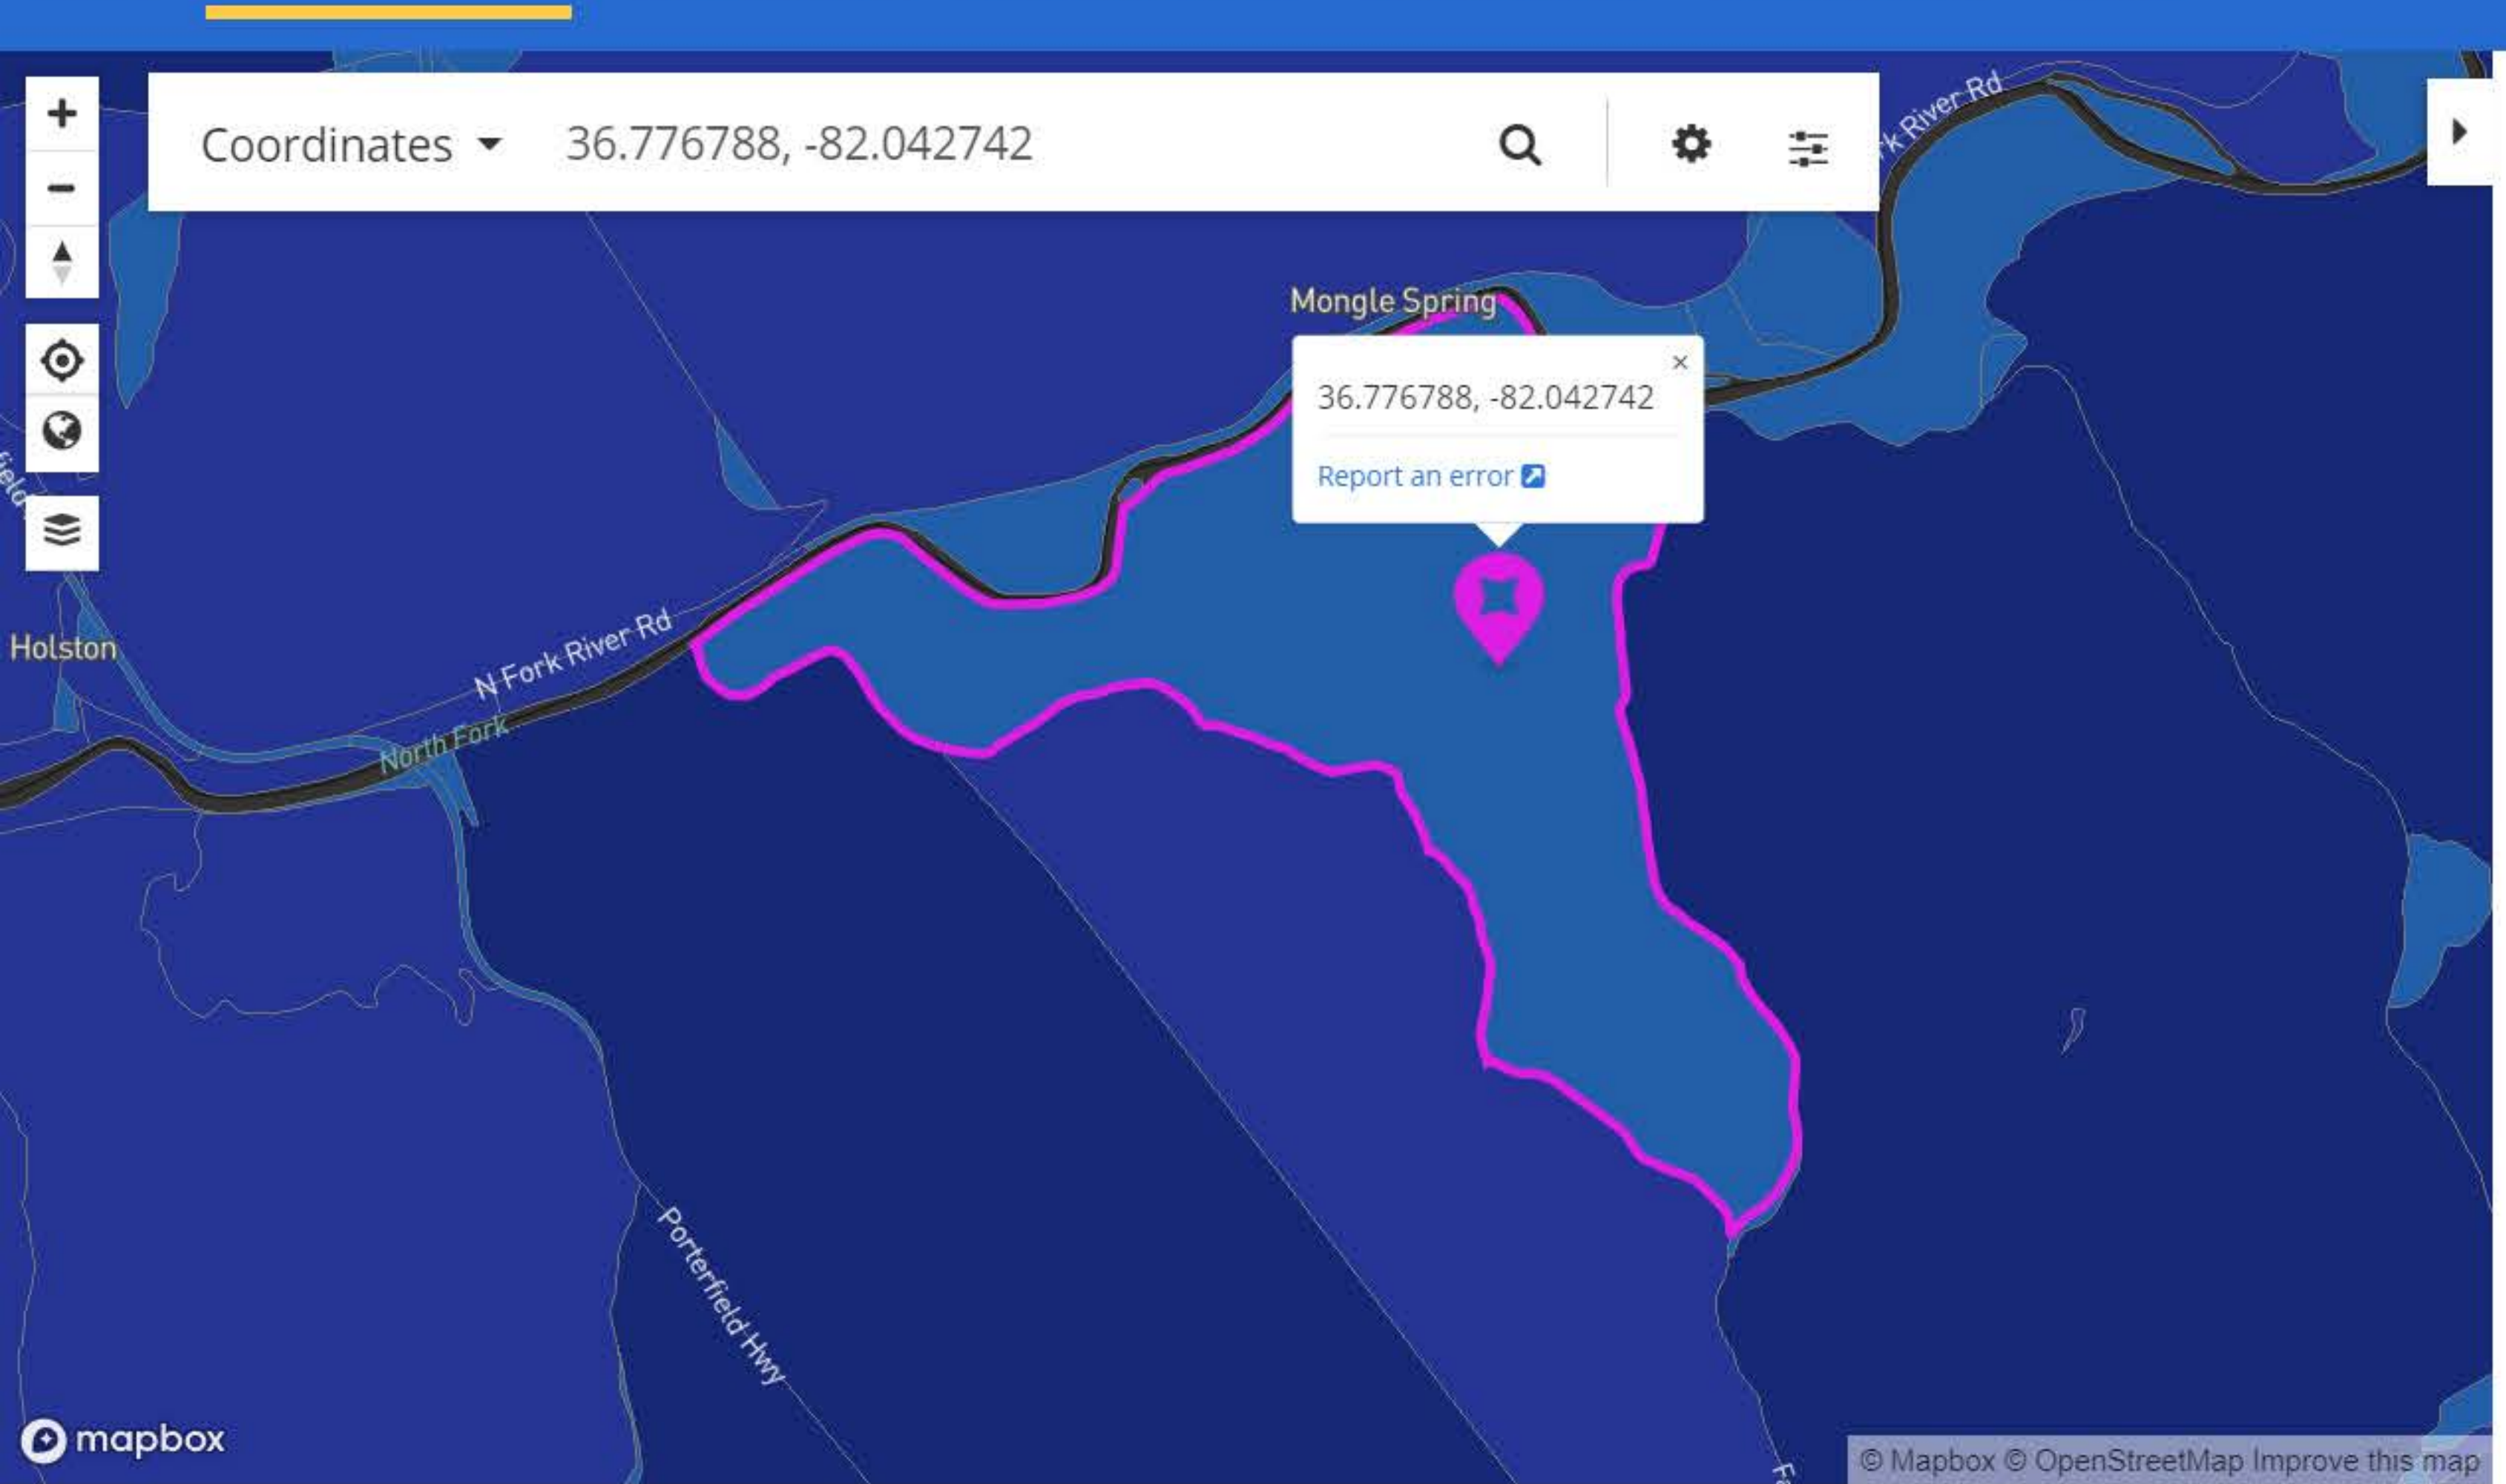 Coordinates 36.776788, -82.042742
rk River Rd
Mongle Spring
×
36.776788, -82.042742
Report an error
N Fork River Rd
Holston
North Fork
Porterfield Hwy
mapbox
© Mapbox © OpenStreetMap Improve this map